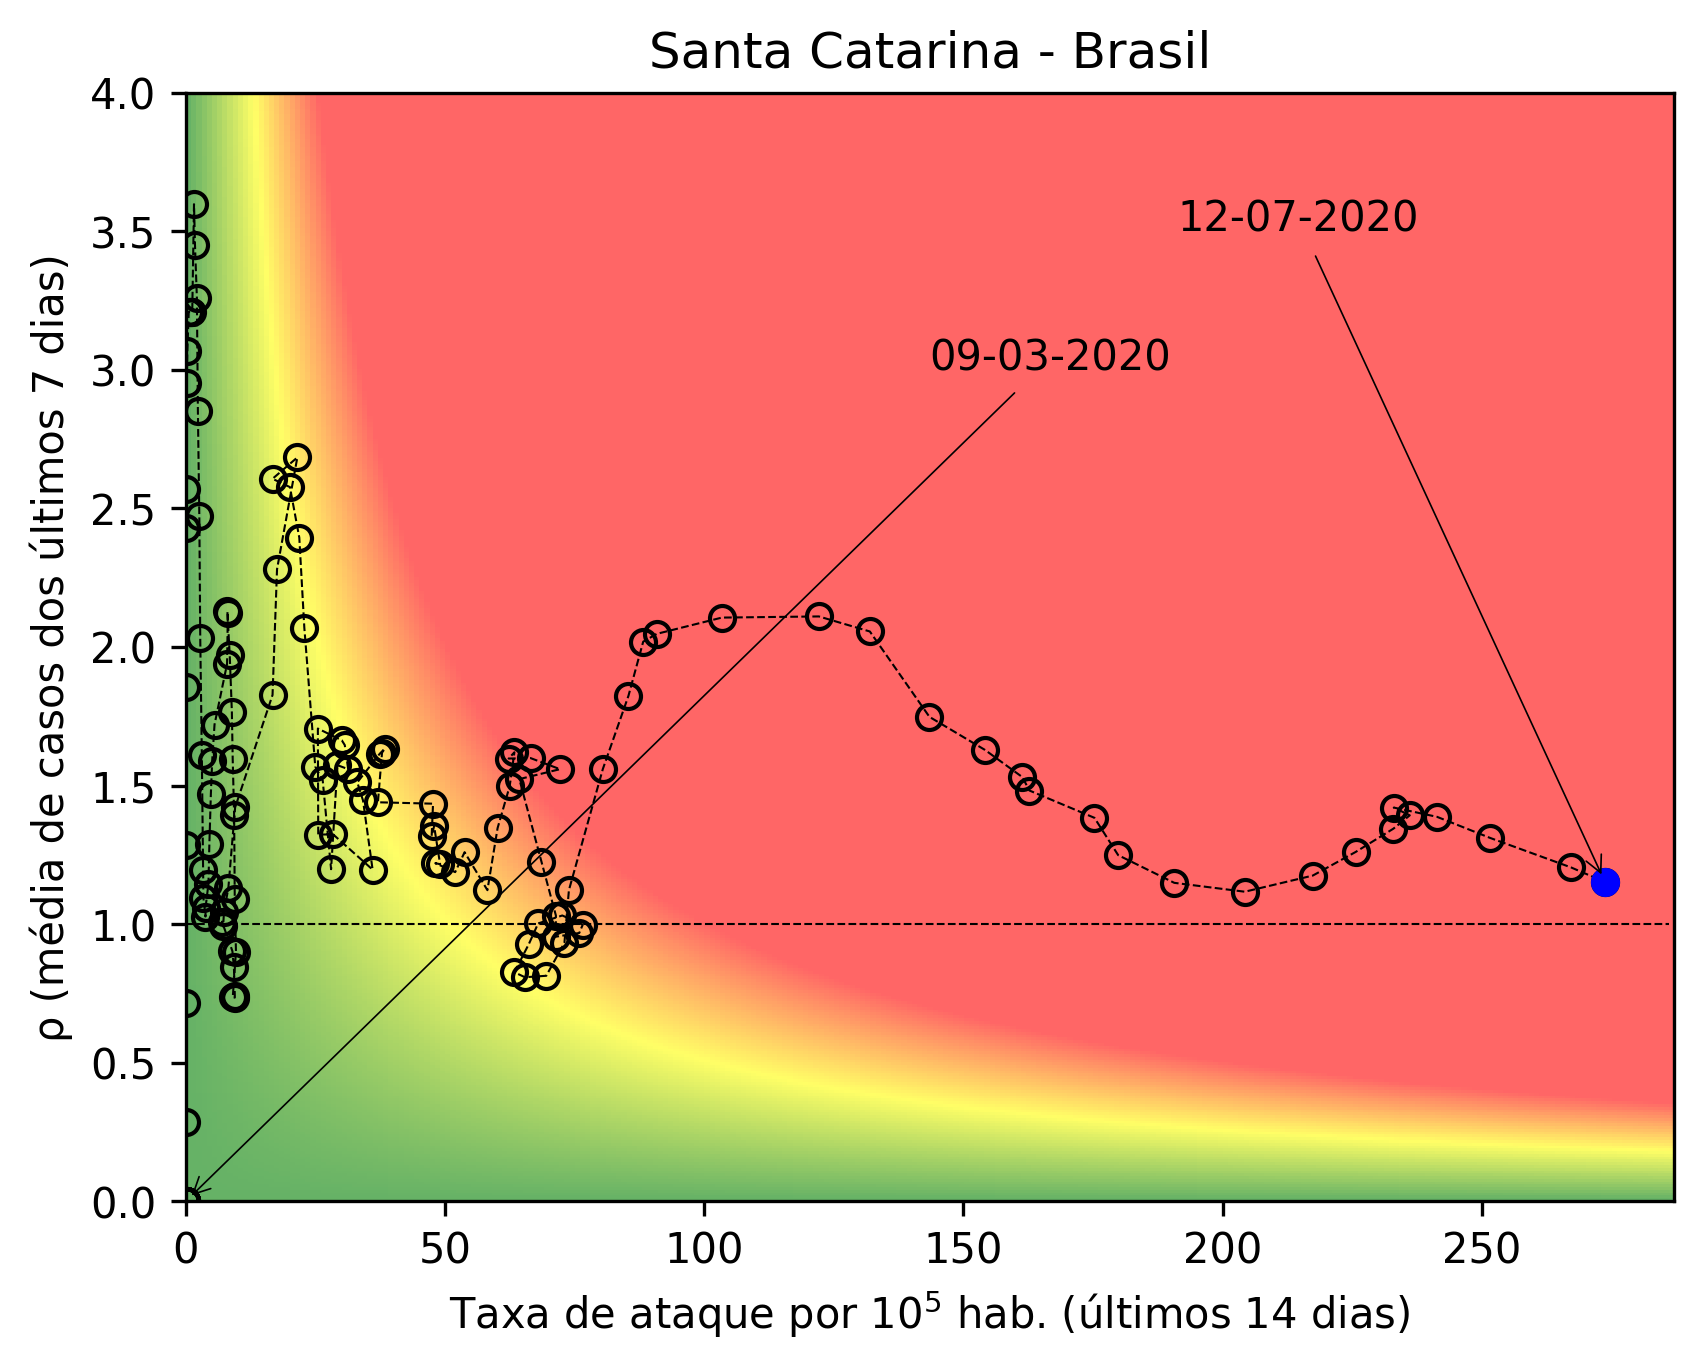 Santa Catarina - Brasil
4.0
3.5
3.0
2.5
2.0
1.5
1.0
0.5
0.0
ρ (média de casos dos últimos 7 dias)
12-07-2020
09-03-2020
0 50 100 150 200 250
Taxa de ataque por 10⁵ hab. (últimos 14 dias)